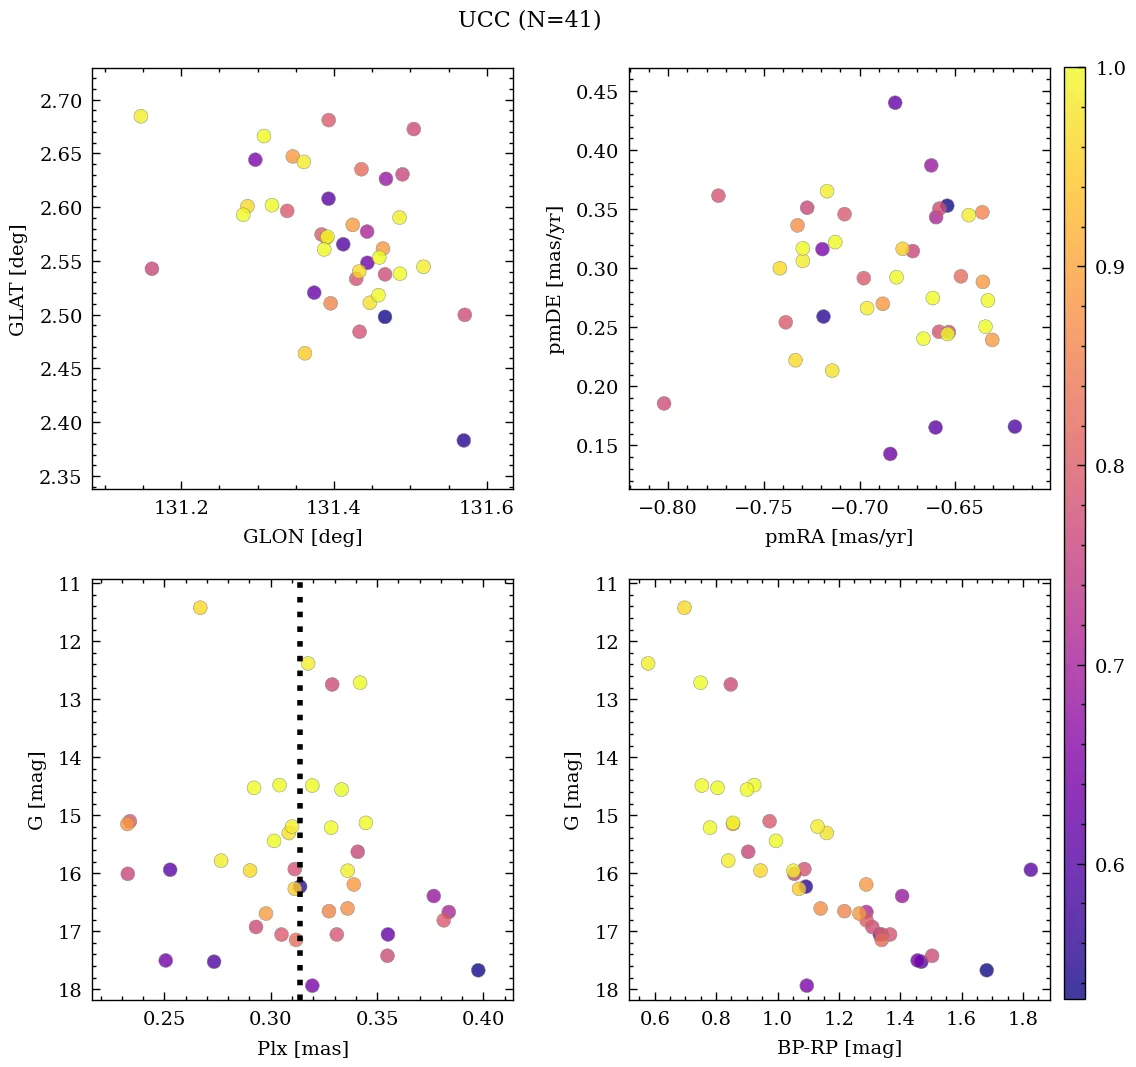 UCC (N=41)
2.70
2.65
2.60
2.55
2.50
2.45
2.40
2.35
GLAT [deg]
131.2 131.4 131.6
GLON [deg]
0.45
0.40
0.35
0.30
0.25
0.20
0.15
pmDE [mas/yr]
−0.80 −0.75 −0.70 −0.65
pmRA [mas/yr]
1.0
0.9
0.8
0.7
0.6
11
12
13
14
15
16
17
18
G [mag]
0.25 0.30 0.35 0.40
Plx [mas]
11
12
13
14
15
16
17
18
G [mag]
0.6 0.8 1.0 1.2 1.4 1.6 1.8
BP-RP [mag]